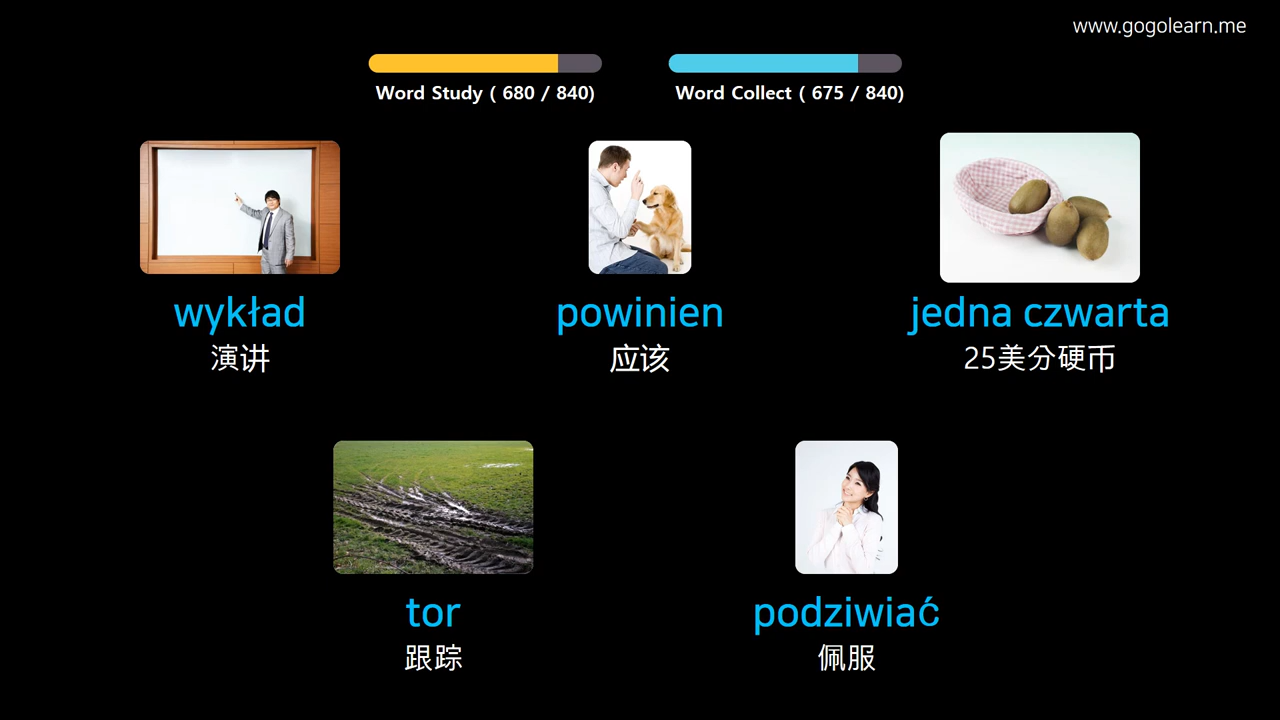 www.gogolearn.me
Word Study ( 680 / 840)
Word Collect ( 675 / 840)
wykład
演讲
powinien
应该
jedna czwarta
25美分硬币
tor
跟踪
podziwiać
佩服